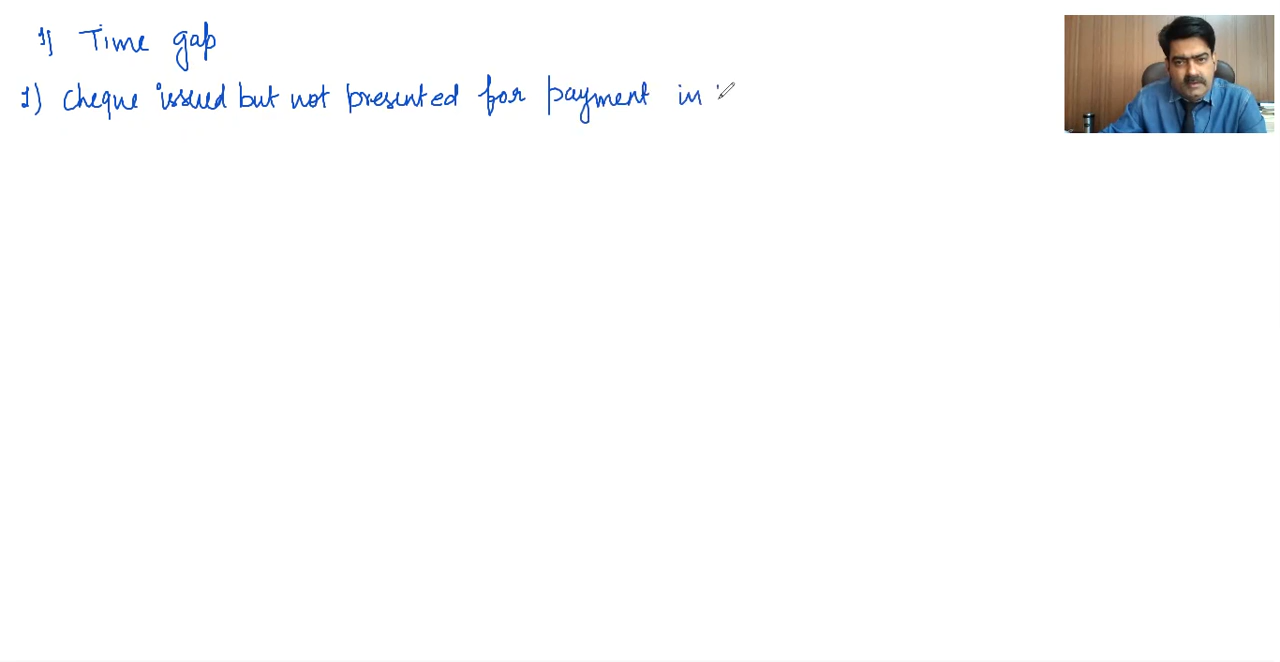 1) Time gap
1) Cheque issued but not presented for payment in